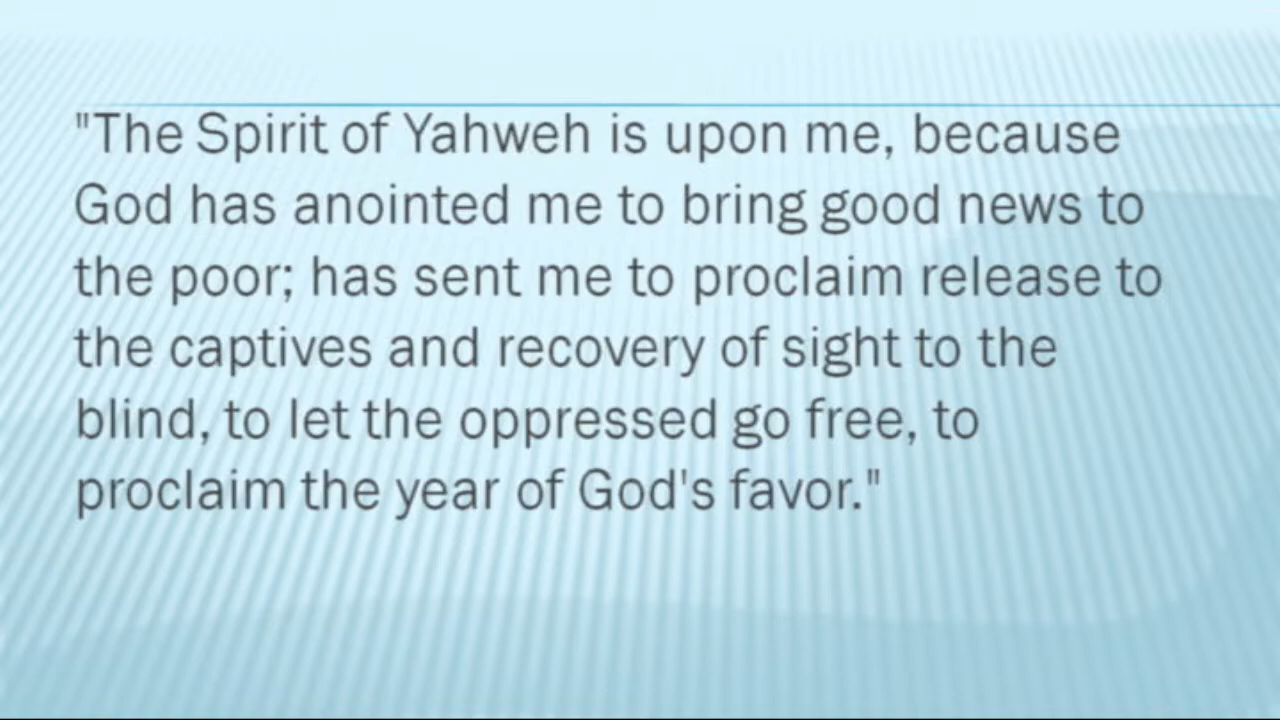 "The Spirit of Yahweh is upon me, because
God has anointed me to bring good news to
the poor; has sent me to proclaim release to
the captives and recovery of sight to the
blind, to let the oppressed go free, to
proclaim the year of God's favor."